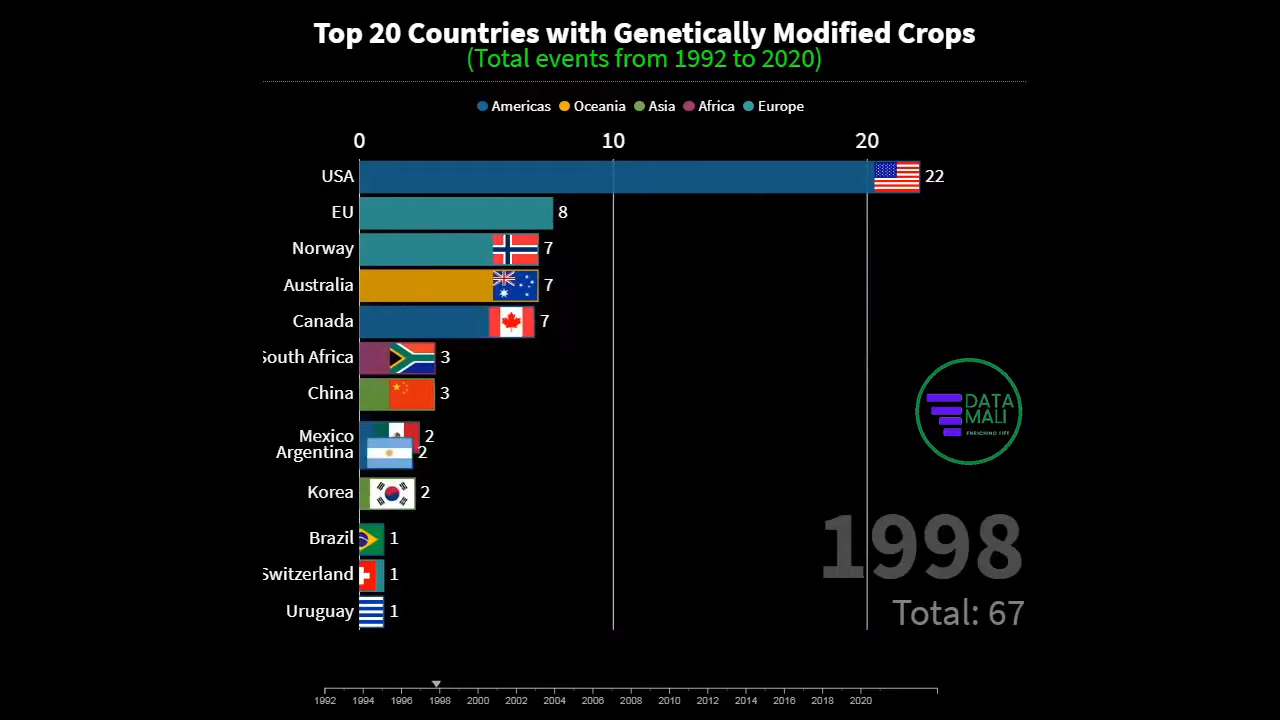 Top 20 Countries with Genetically Modified Crops
(Total events from 1992 to 2020)
Americas Oceania Asia Africa Europe
0 10 20
USA 22
EU 8
Norway 7
Australia 7
Canada 7
South Africa 3
China 3
Mexico 2
Argentina 2
Korea 2
Brazil 1
Switzerland 1
Uruguay 1
DATA
MALI
ENRICHING LIFE
1998
Total: 67
1992 1994 1996 1998 2000 2002 2004 2006 2008 2010 2012 2014 2016 2018 2020